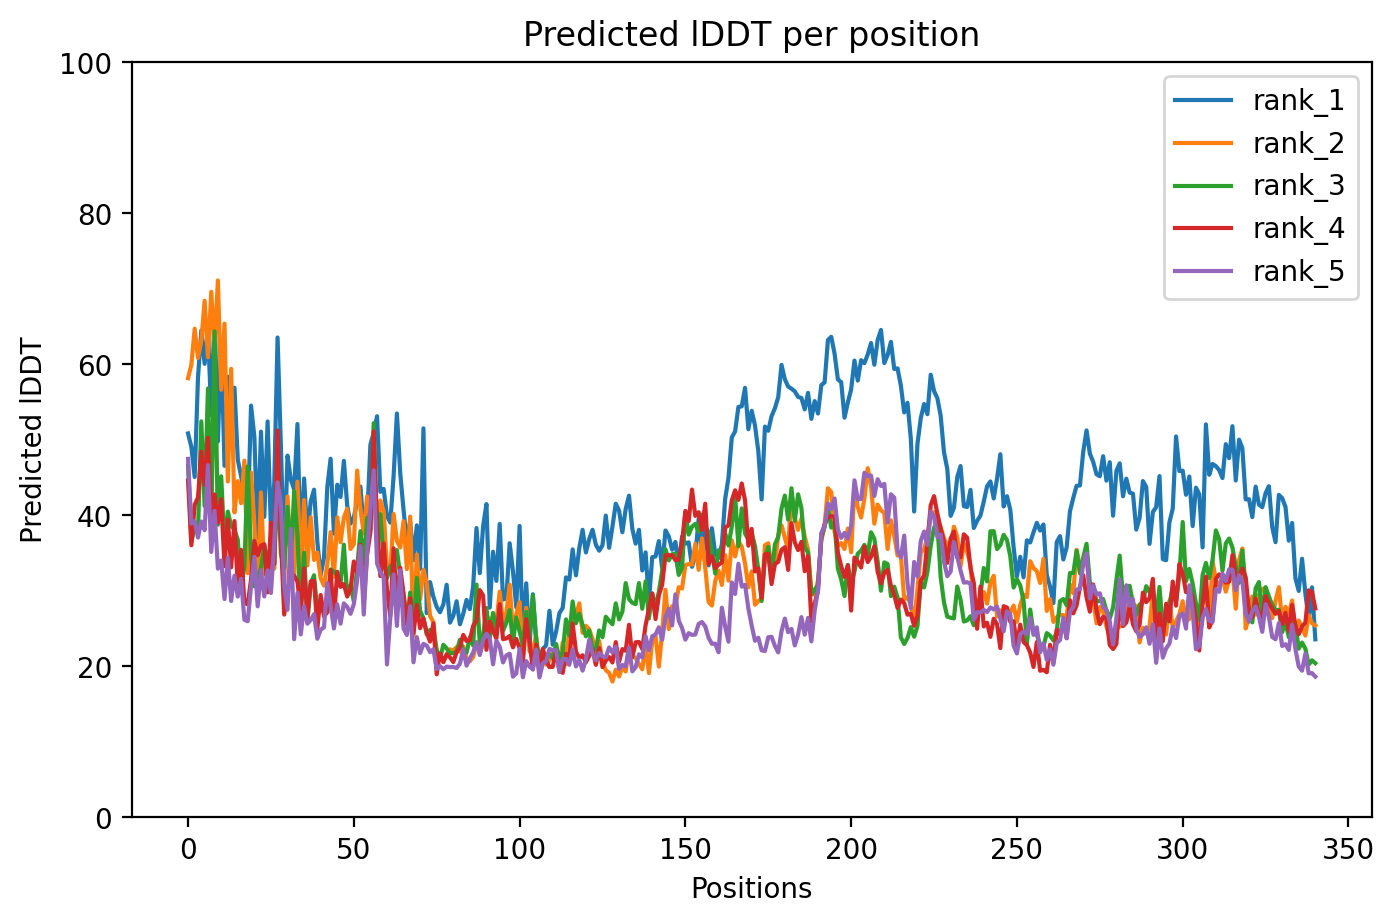 Predicted lDDT per position
100
80
60
40
20
0
Predicted lDDT
0 50 100 150 200 250 300 350
Positions
rank_1
rank_2
rank_3
rank_4
rank_5